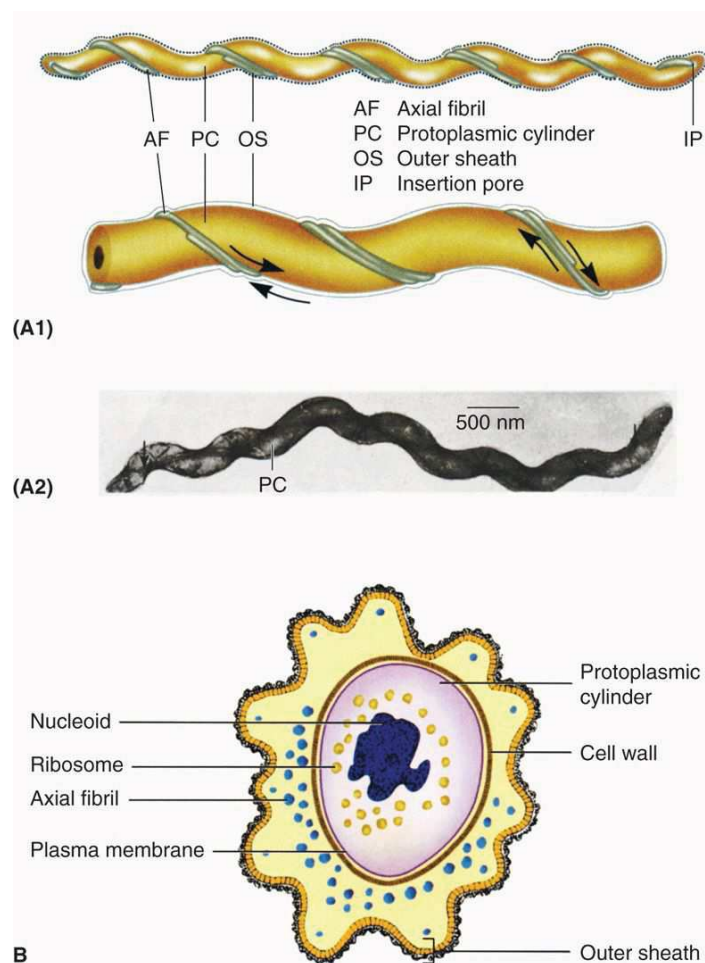 AF Axial fibril
PC Protoplasmic cylinder
OS Outer sheath
IP Insertion pore
AF PC OS
IP
(A1)
500 nm
PC
(A2)
Nucleoid
Ribosome
Axial fibril
Plasma membrane
Protoplasmic
cylinder
Cell wall
Outer sheath
B